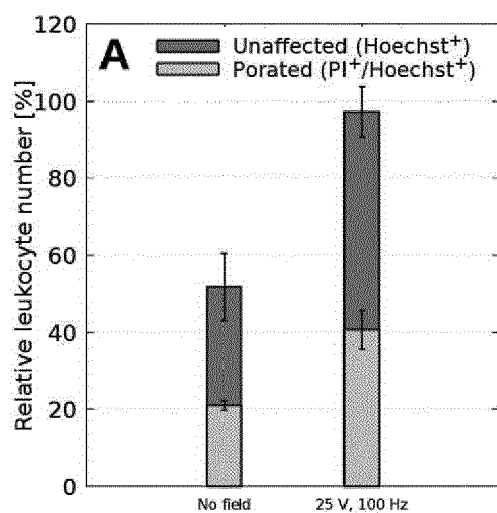 A
Unaffected (Hoechst⁺)
Porated (PI⁺/Hoechst⁺)
Relative leukocyte number [%]
120
100
80
60
40
20
0
No field
25 V, 100 Hz